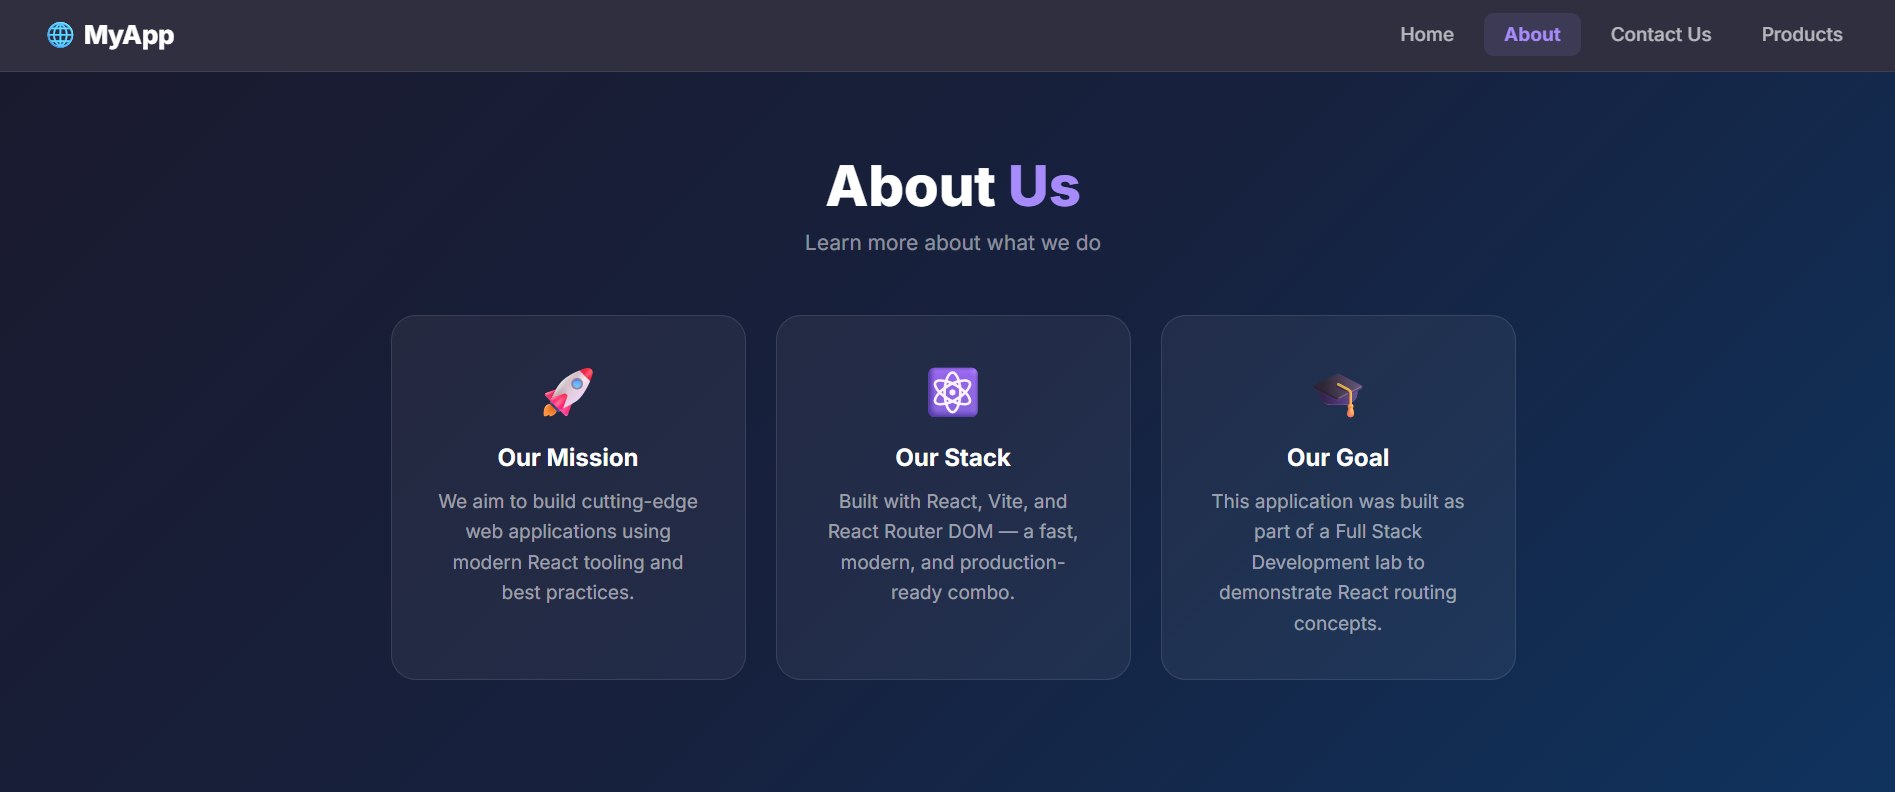 MyApp
Home
About
Contact Us
Products
About Us
Learn more about what we do
Our Mission
We aim to build cutting-edge
web applications using
modern React tooling and
best practices.
Our Stack
Built with React, Vite, and
React Router DOM — a fast,
modern, and production-
ready combo.
Our Goal
This application was built as
part of a Full Stack
Development lab to
demonstrate React routing
concepts.